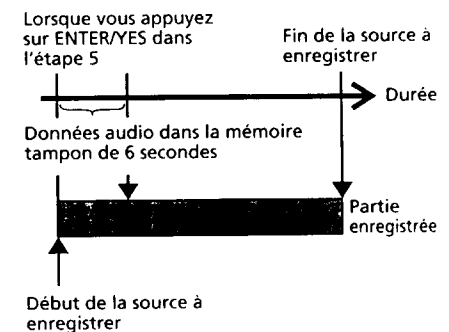 Lorsque vous appuyez
sur ENTER/YES dans
l'étape 5
Fin de la source à
enregistrer
Durée
Données audio dans la mémoire
tampon de 6 secondes
Partie
enregistrée
Début de la source à
enregistrer